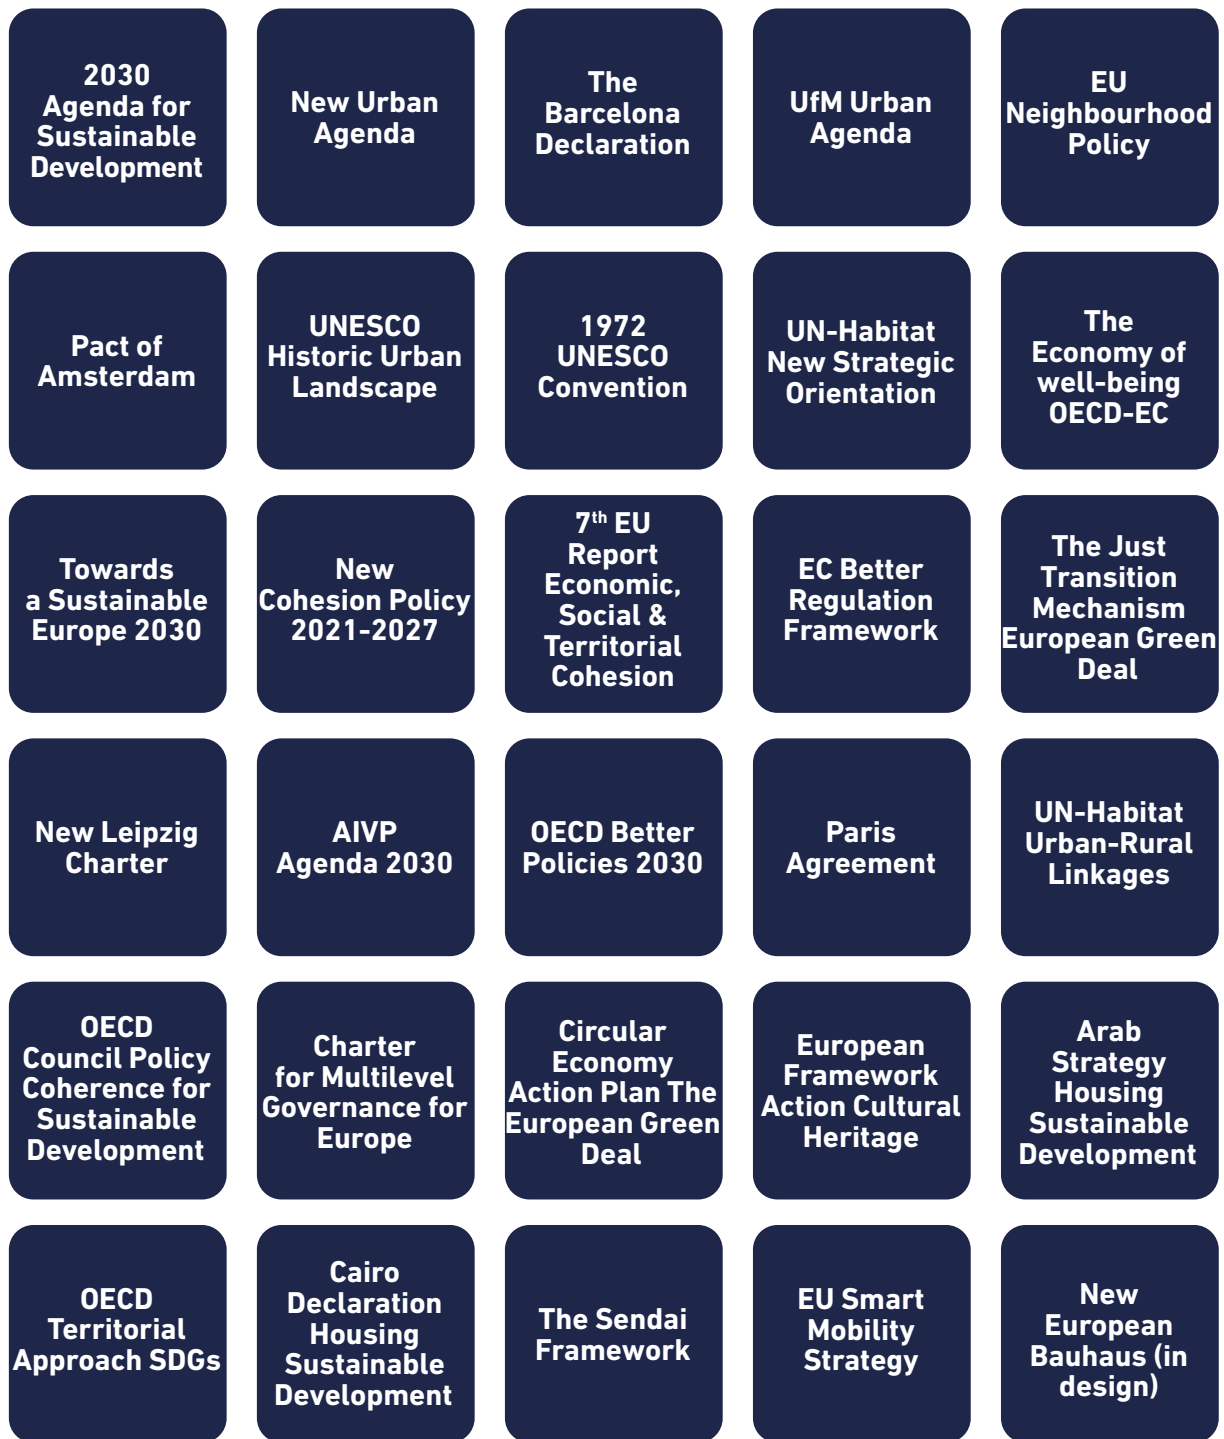 2030
Agenda for
Sustainable
Development
New Urban
Agenda
The
Barcelona
Declaration
UfM Urban
Agenda
EU
Neighbourhood
Policy
Pact of
Amsterdam
UNESCO
Historic Urban
Landscape
1972
UNESCO
Convention
UN-Habitat
New Strategic
Orientation
The
Economy of
well-being
OECD-EC
Towards
a Sustainable
Europe 2030
New
Cohesion Policy
2021-2027
7th EU
Report
Economic,
Social &
Territorial
Cohesion
EC Better
Regulation
Framework
The Just
Transition
Mechanism
European Green
Deal
New Leipzig
Charter
AIVP
Agenda 2030
OECD Better
Policies 2030
Paris
Agreement
UN-Habitat
Urban-Rural
Linkages
OECD
Council Policy
Coherence for
Sustainable
Development
Charter
for Multilevel
Governance for
Europe
Circular
Economy
Action Plan The
European Green
Deal
European
Framework
Action Cultural
Heritage
Arab
Strategy
Housing
Sustainable
Development
OECD
Territorial
Approach SDGs
Cairo
Declaration
Housing
Sustainable
Development
The Sendai
Framework
EU Smart
Mobility
Strategy
New
European
Bauhaus (in
design)